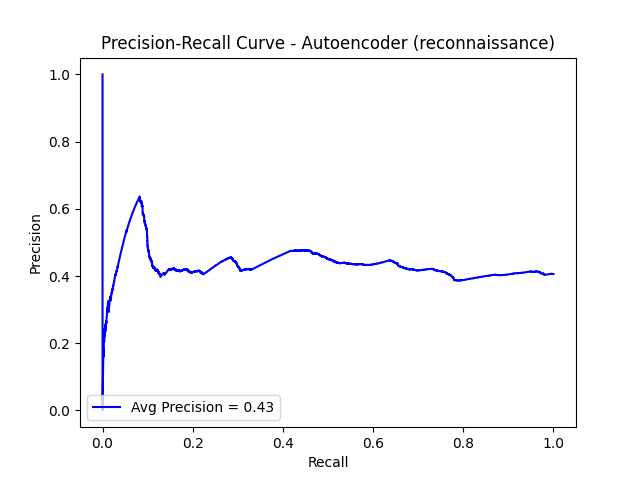 Precision-Recall Curve - Autoencoder (reconnaissance)
1.0
0.8
0.6
0.4
0.2
0.0
Precision
Avg Precision = 0.43
0.0 0.2 0.4 0.6 0.8 1.0
Recall